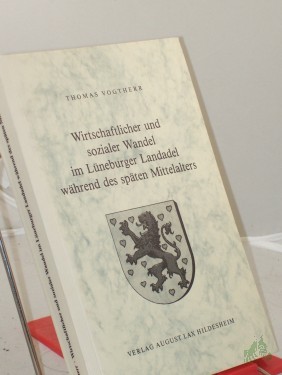 THOMAS VOGTHERR
Wirtschaftlicher und
sozialer Wandel
im Lüneburger Landadel
während des späten Mittelalters
VERLAG AUGUST LAX HILDESHEIM